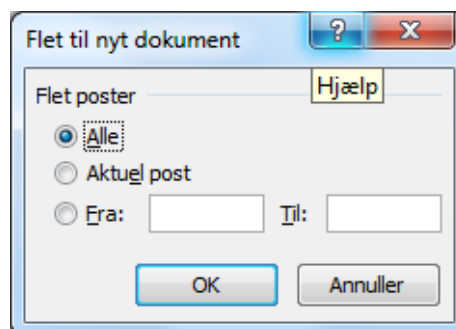 Flet til nyt dokument
?
Hjælp
Flet poster
Alle
Aktuel post
Fra: Til:
OK Annuller